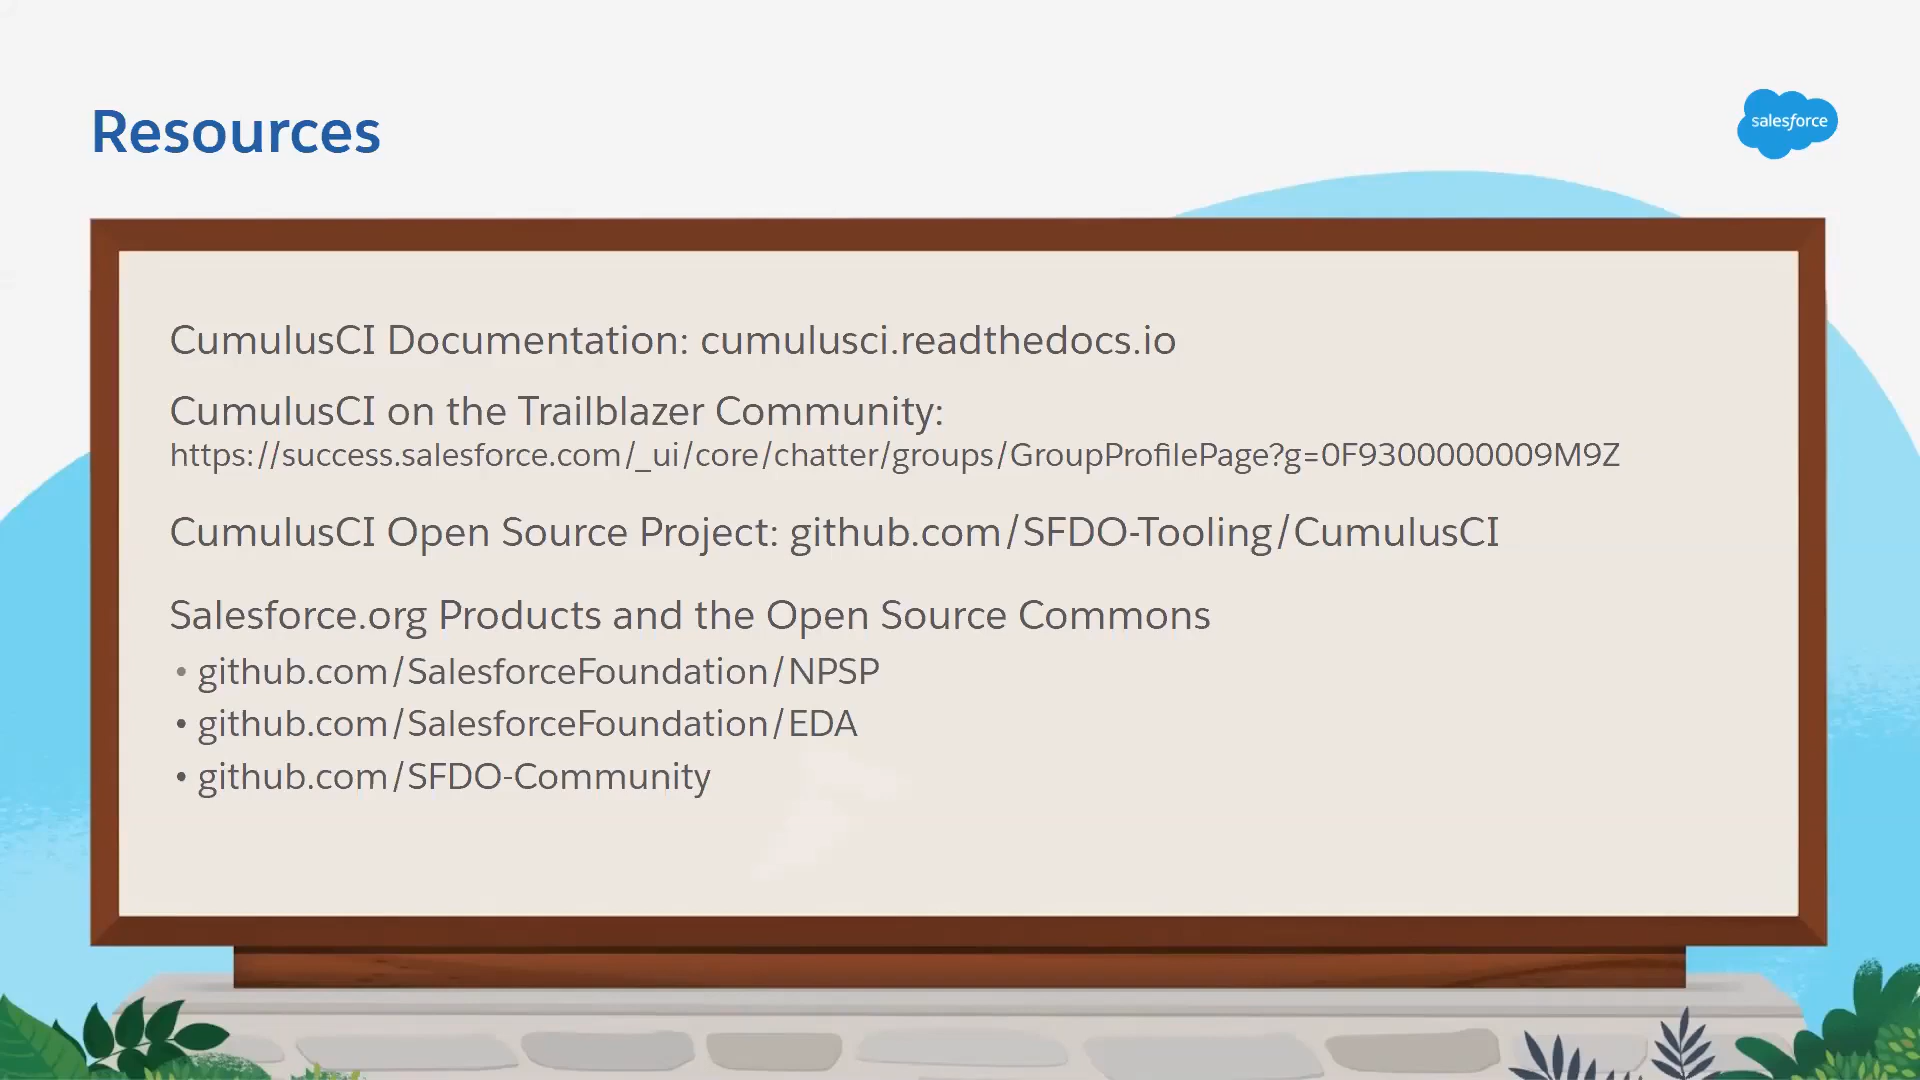 Resources
salesforce
CumulusCI Documentation: cumulusci.readthedocs.io
CumulusCI on the Trailblazer Community:
https://success.salesforce.com/_ui/core/chatter/groups/GroupProfilePage?g=0F9300000009M9Z
CumulusCI Open Source Project: github.com/SFDO-Tooling/CumulusCI
Salesforce.org Products and the Open Source Commons
• github.com/SalesforceFoundation/NPSP
• github.com/SalesforceFoundation/EDA
• github.com/SFDO-Community